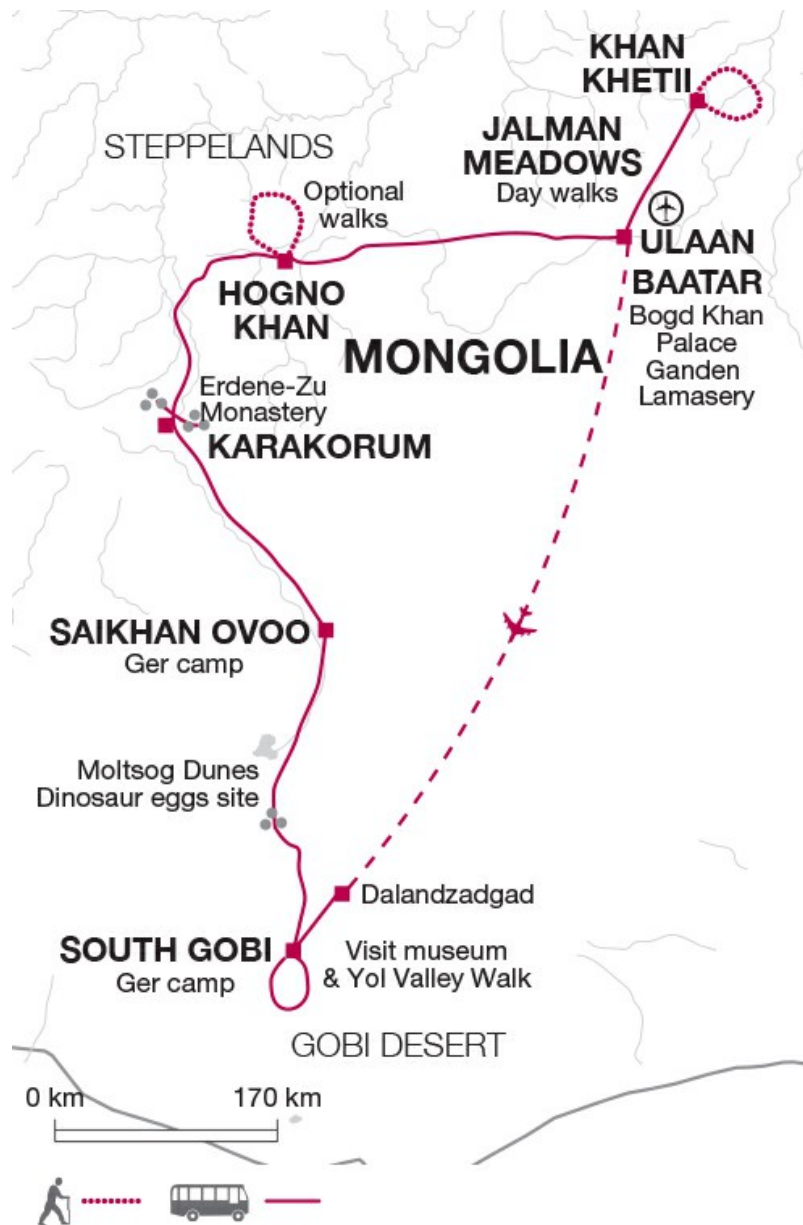 KHAN
KHETII
JALMAN
MEADOWS
Day walks
STEPPELANDS
Optional
walks
ULAAN
BAATAR
Bogd Khan
Palace
Ganden
Lamasery
HOGNO
KHAN
MONGOLIA
Erdene-Zu
Monastery
KARAKORUM
SAIKHAN OVOO
Ger camp
Moltsog Dunes
Dinosaur eggs site
Dalandzadgad
SOUTH GOBI
Ger camp
Visit museum
& Yol Valley Walk
GOBI DESERT
0 km 170 km